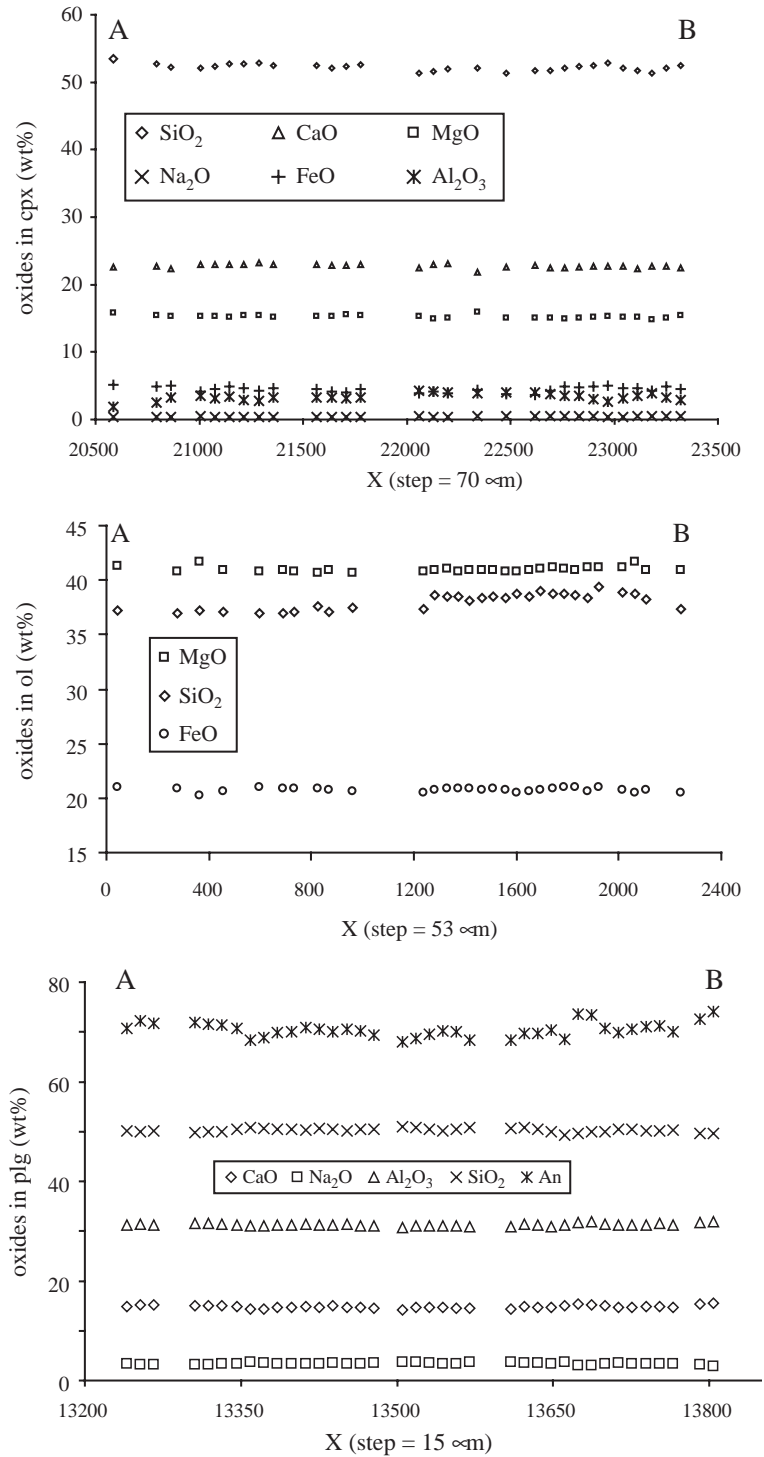 A B
60
50
40
30
20
10
0
oxides in cpx (wt%)
SiO₂ CaO MgO
Na₂O FeO Al₂O₃
20500 21000 21500 22000 22500 23000 23500
X (step = 70 ∝m)
A B
45
40
35
30
25
20
15
oxides in ol (wt%)
MgO
SiO₂
FeO
0 400 800 1200 1600 2000 2400
X (step = 53 ∝m)
A B
80
60
40
20
0
oxides in plg (wt%)
CaO Na₂O Al₂O₃ SiO₂ An
13200 13350 13500 13650 13800
X (step = 15 ∝m)